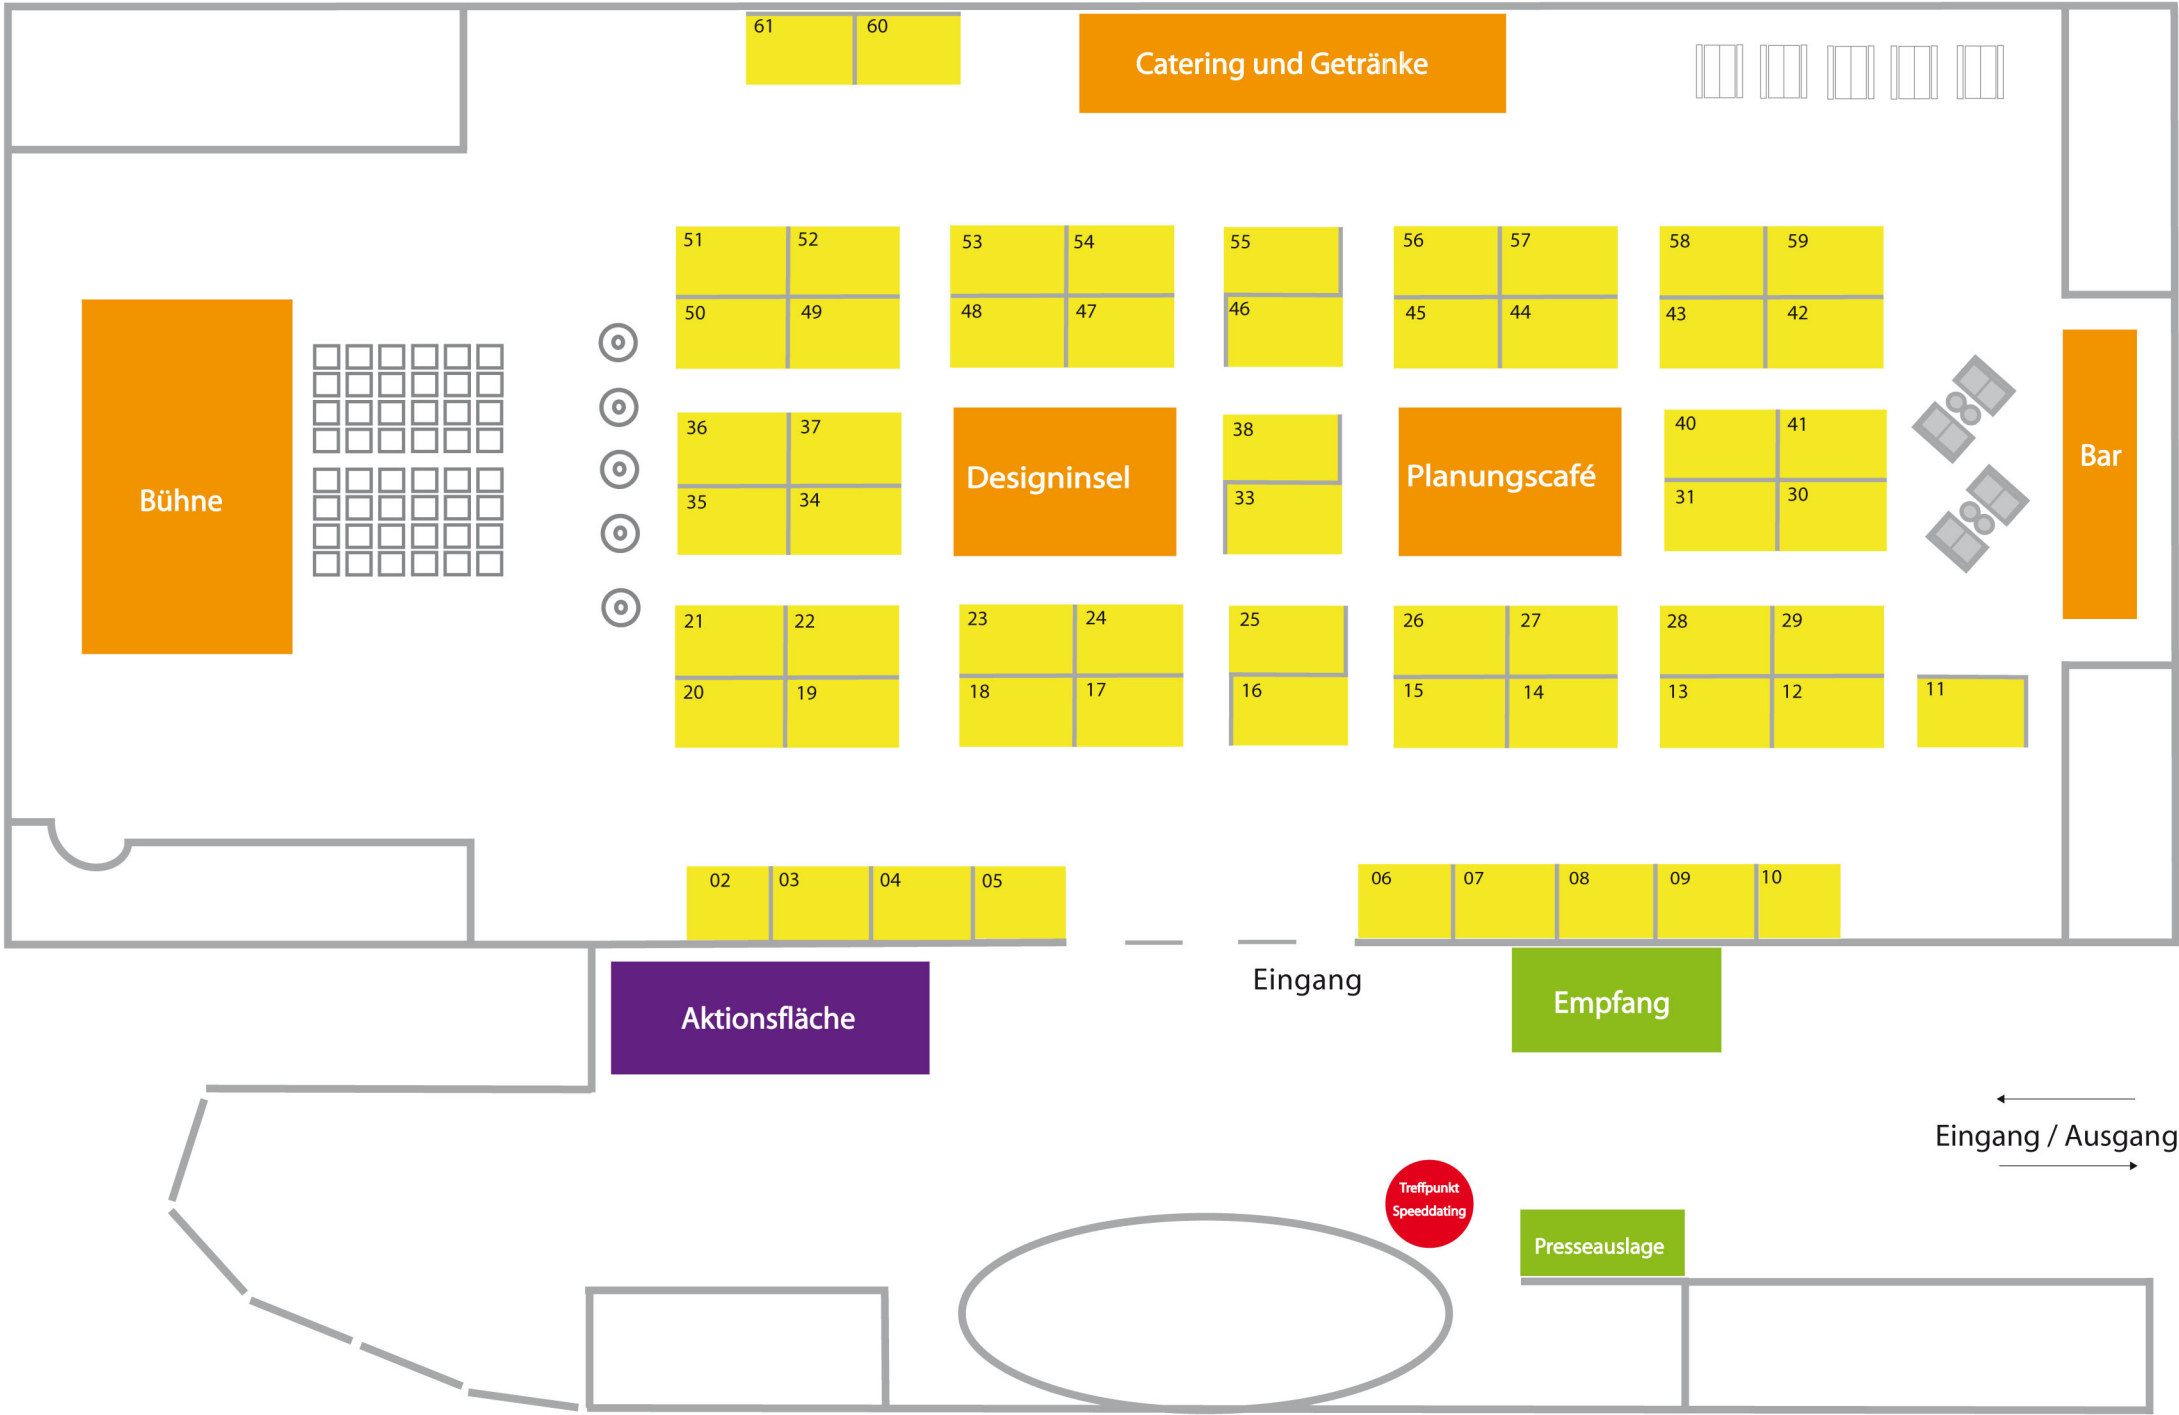 61 60
Catering und Getränke
51 52 53 54 55 56 57 58 59
50 49 48 47 46 45 44 43 42
36 37 38 40 41
Bühne
Designinsel
Planungscafé
Bar
35 34 33 31 30
21 22 23 24 25 26 27 28 29
20 19 18 17 16 15 14 13 12 11
02 03 04 05 06 07 08 09 10
Eingang
Aktionsfläche
Empfang
Eingang / Ausgang
Treffpunkt
Speeddating
Presseauslage